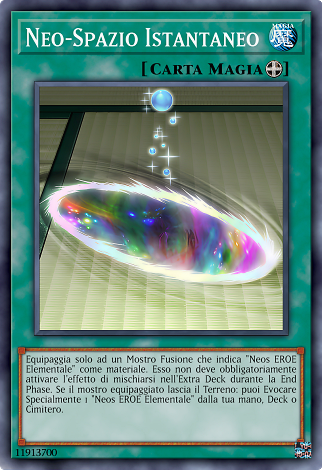 Neo-Spazio Istantaneo
MAGIA
魔
[Carta Magia]
Equipaggia solo ad un Mostro Fusione che indica "Neos EROE
Elementale" come materiale. Esso non deve obbligatoriamente
attivare l'effetto di mischiarsi nell'Extra Deck durante la End
Phase. Se il mostro equipaggiato lascia il Terreno: puoi Evocare
Specialmente 1 "Neos EROE Elementale" dalla tua mano, Deck o
Cimitero.
11913700